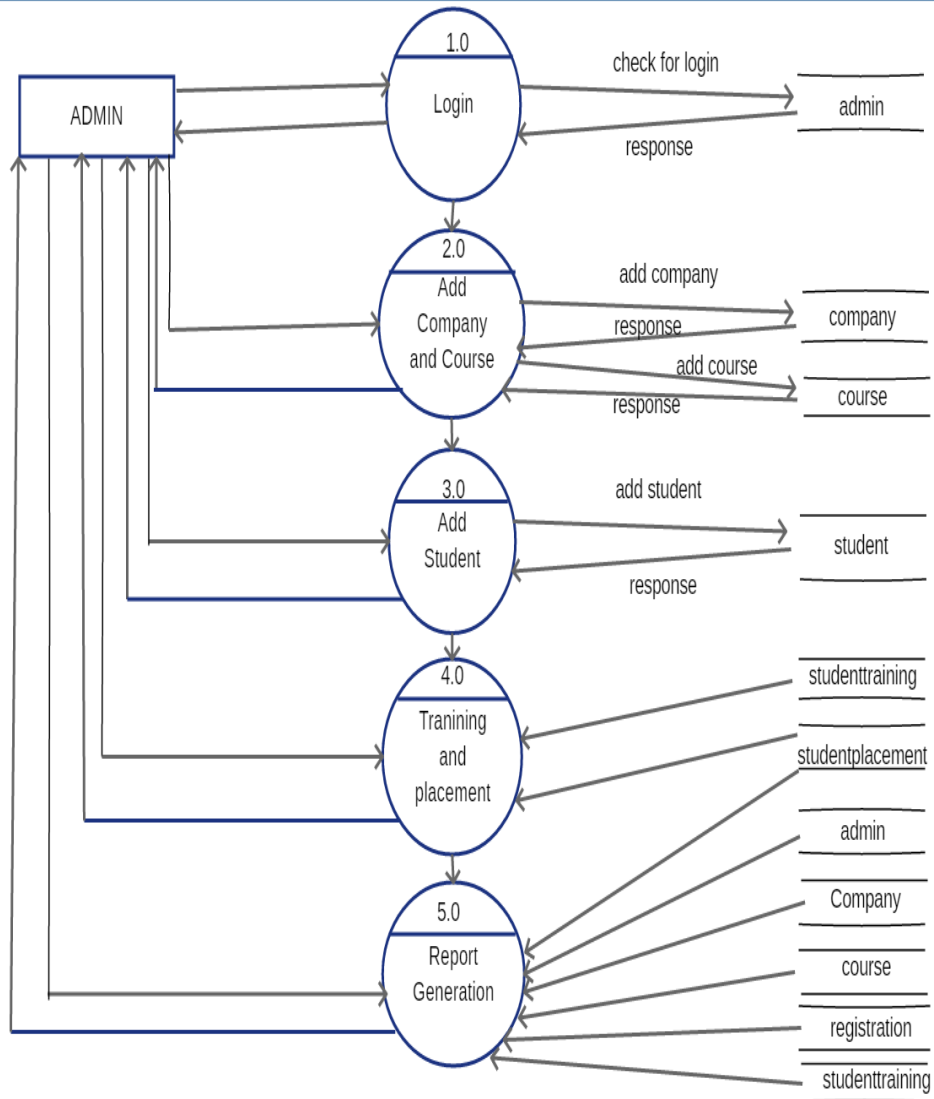 1.0
check for login
ADMIN
Login
admin
response
2.0
Add
Company
and Course
add company
company
response
add course
course
response
3.0
Add
Student
add student
student
response
4.0
Tranining
and
placement
studenttraining
studentplacement
admin
5.0
Report
Generation
Company
course
registration
studenttraining